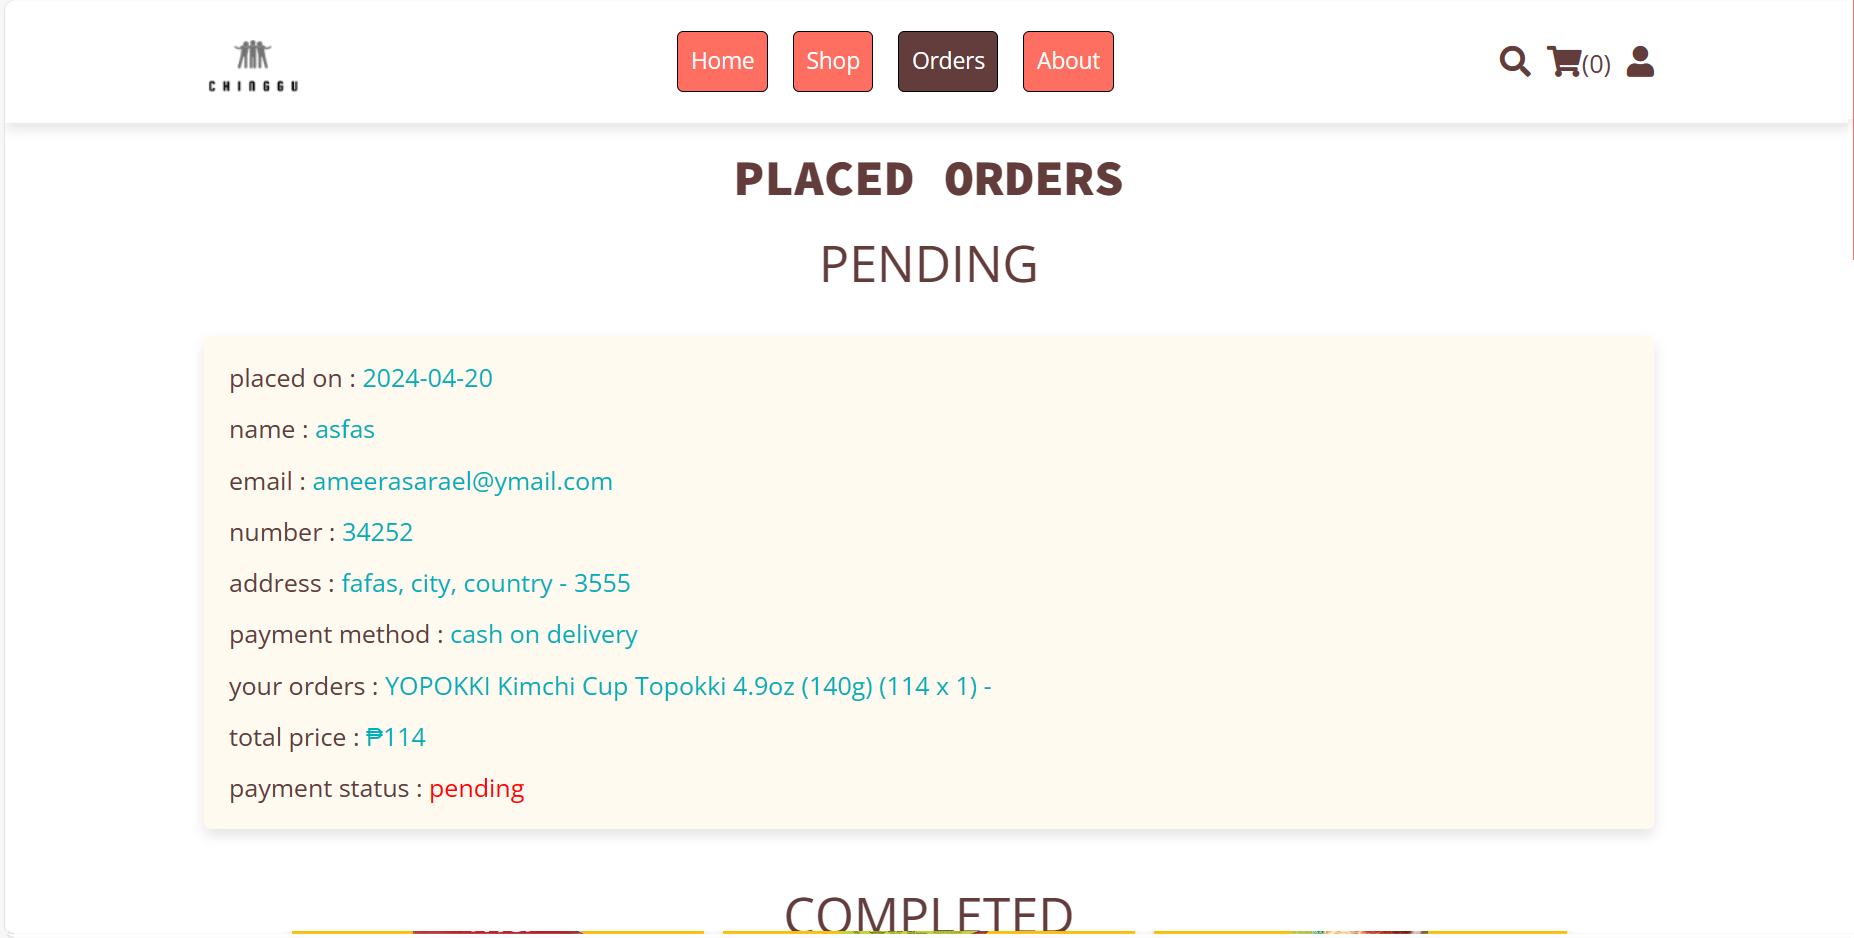 CHINGGU
Home
Shop
Orders
About
(0)
PLACED ORDERS
PENDING
placed on : 2024-04-20
name : asfas
email : ameerasarael@ymail.com
number : 34252
address : fafas, city, country - 3555
payment method : cash on delivery
your orders : YOPOKKI Kimchi Cup Topokki 4.9oz (140g) (114 x 1) -
total price : ₱114
payment status : pending
COMPLETED